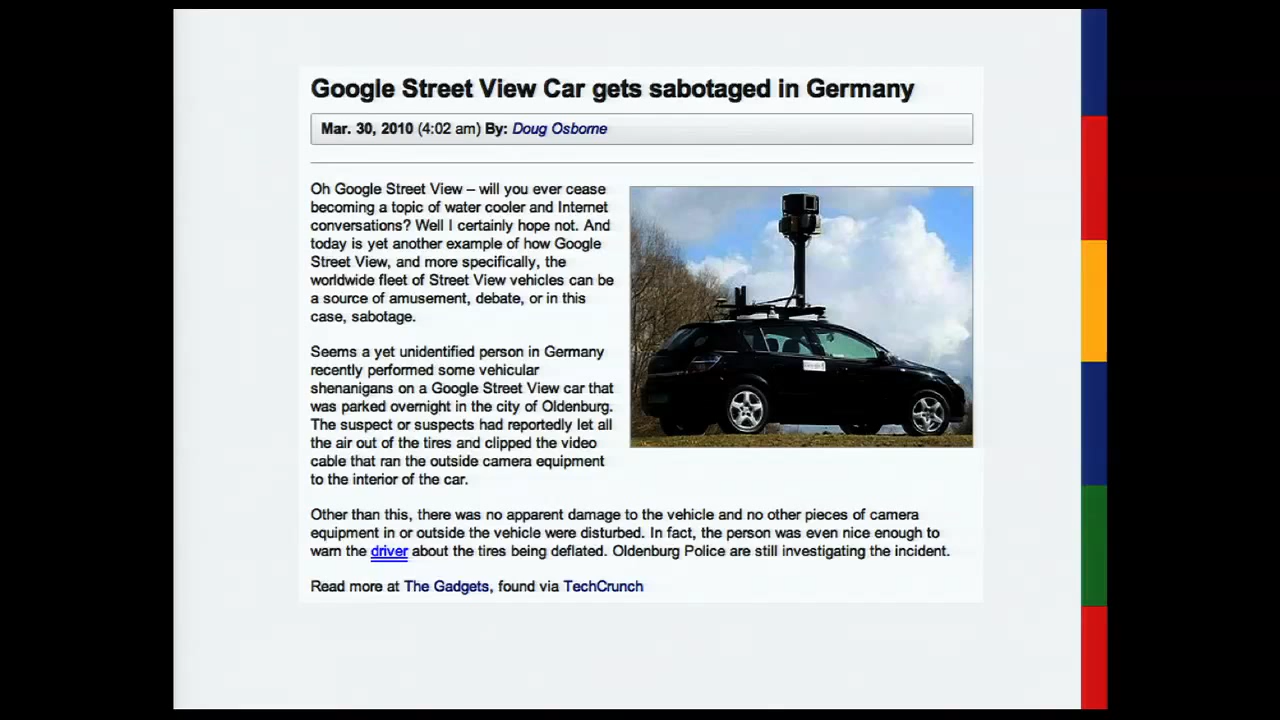 Google Street View Car gets sabotaged in Germany
Mar. 30, 2010 (4:02 am) By: Doug Osborne
Oh Google Street View – will you ever cease
becoming a topic of water cooler and Internet
conversations? Well I certainly hope not. And
today is yet another example of how Google
Street View, and more specifically, the
worldwide fleet of Street View vehicles can be
a source of amusement, debate, or in this
case, sabotage.
Seems a yet unidentified person in Germany
recently performed some vehicular
shenanigans on a Google Street View car that
was parked overnight in the city of Oldenburg.
The suspect or suspects had reportedly let all
the air out of the tires and clipped the video
cable that ran the outside camera equipment
to the interior of the car.
Other than this, there was no apparent damage to the vehicle and no other pieces of camera
equipment in or outside the vehicle were disturbed. In fact, the person was even nice enough to
warn the driver about the tires being deflated. Oldenburg Police are still investigating the incident.
Read more at The Gadgets, found via TechCrunch